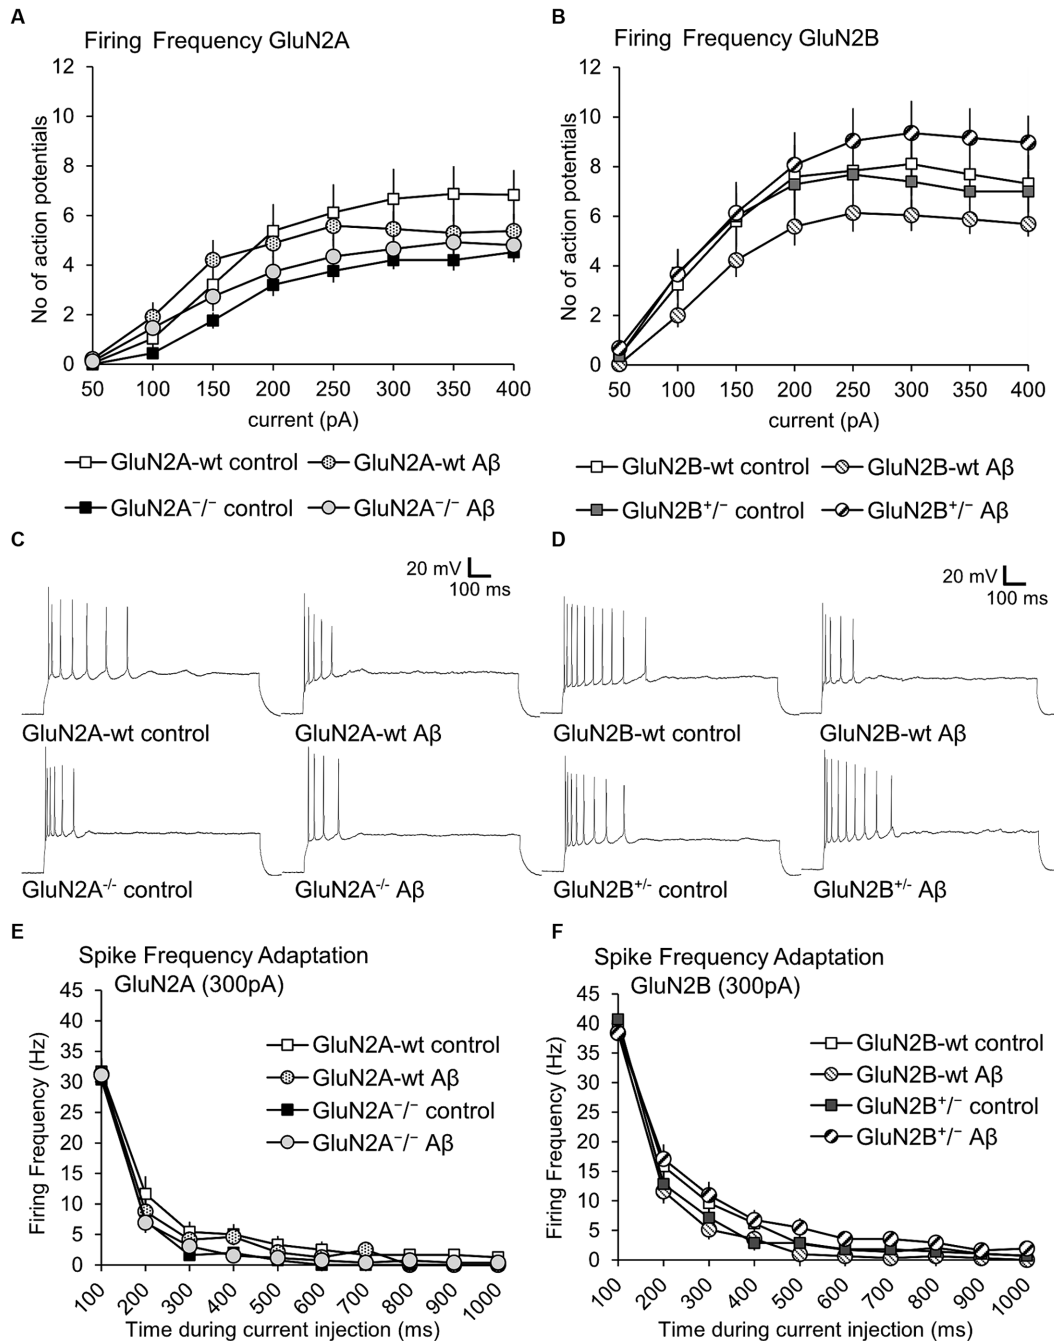 A
B
Firing Frequency GluN2A
Firing Frequency GluN2B
No of action potentials
12
10
8
6
4
2
0
50 100 150 200 250 300 350 400
current (pA)
No of action potentials
12
10
8
6
4
2
0
50 100 150 200 250 300 350 400
current (pA)
GluN2A-wt control GluN2A-wt Aβ
GluN2A⁻/⁻ control GluN2A⁻/⁻ Aβ
GluN2B-wt control GluN2B-wt Aβ
GluN2B⁺/⁻ control GluN2B⁺/⁻ Aβ
C
D
20 mV
100 ms
20 mV
100 ms
GluN2A-wt control
GluN2A-wt Aβ
GluN2B-wt control
GluN2B-wt Aβ
GluN2A⁻/⁻ control
GluN2A⁻/⁻ Aβ
GluN2B⁺/⁻ control
GluN2B⁺/⁻ Aβ
E
F
Spike Frequency Adaptation
GluN2A (300pA)
Firing Frequency (Hz)
45
40
35
30
25
20
15
10
5
0
GluN2A-wt control
GluN2A-wt Aβ
GluN2A⁻/⁻ control
GluN2A⁻/⁻ Aβ
100 200 300 400 500 600 700 800 900 1000
Time during current injection (ms)
Spike Frequency Adaptation
GluN2B (300pA)
Firing Frequency (Hz)
45
40
35
30
25
20
15
10
5
0
GluN2B-wt control
GluN2B-wt Aβ
GluN2B⁺/⁻ control
GluN2B⁺/⁻ Aβ
100 200 300 400 500 600 700 800 900 1000
Time during current injection (ms)